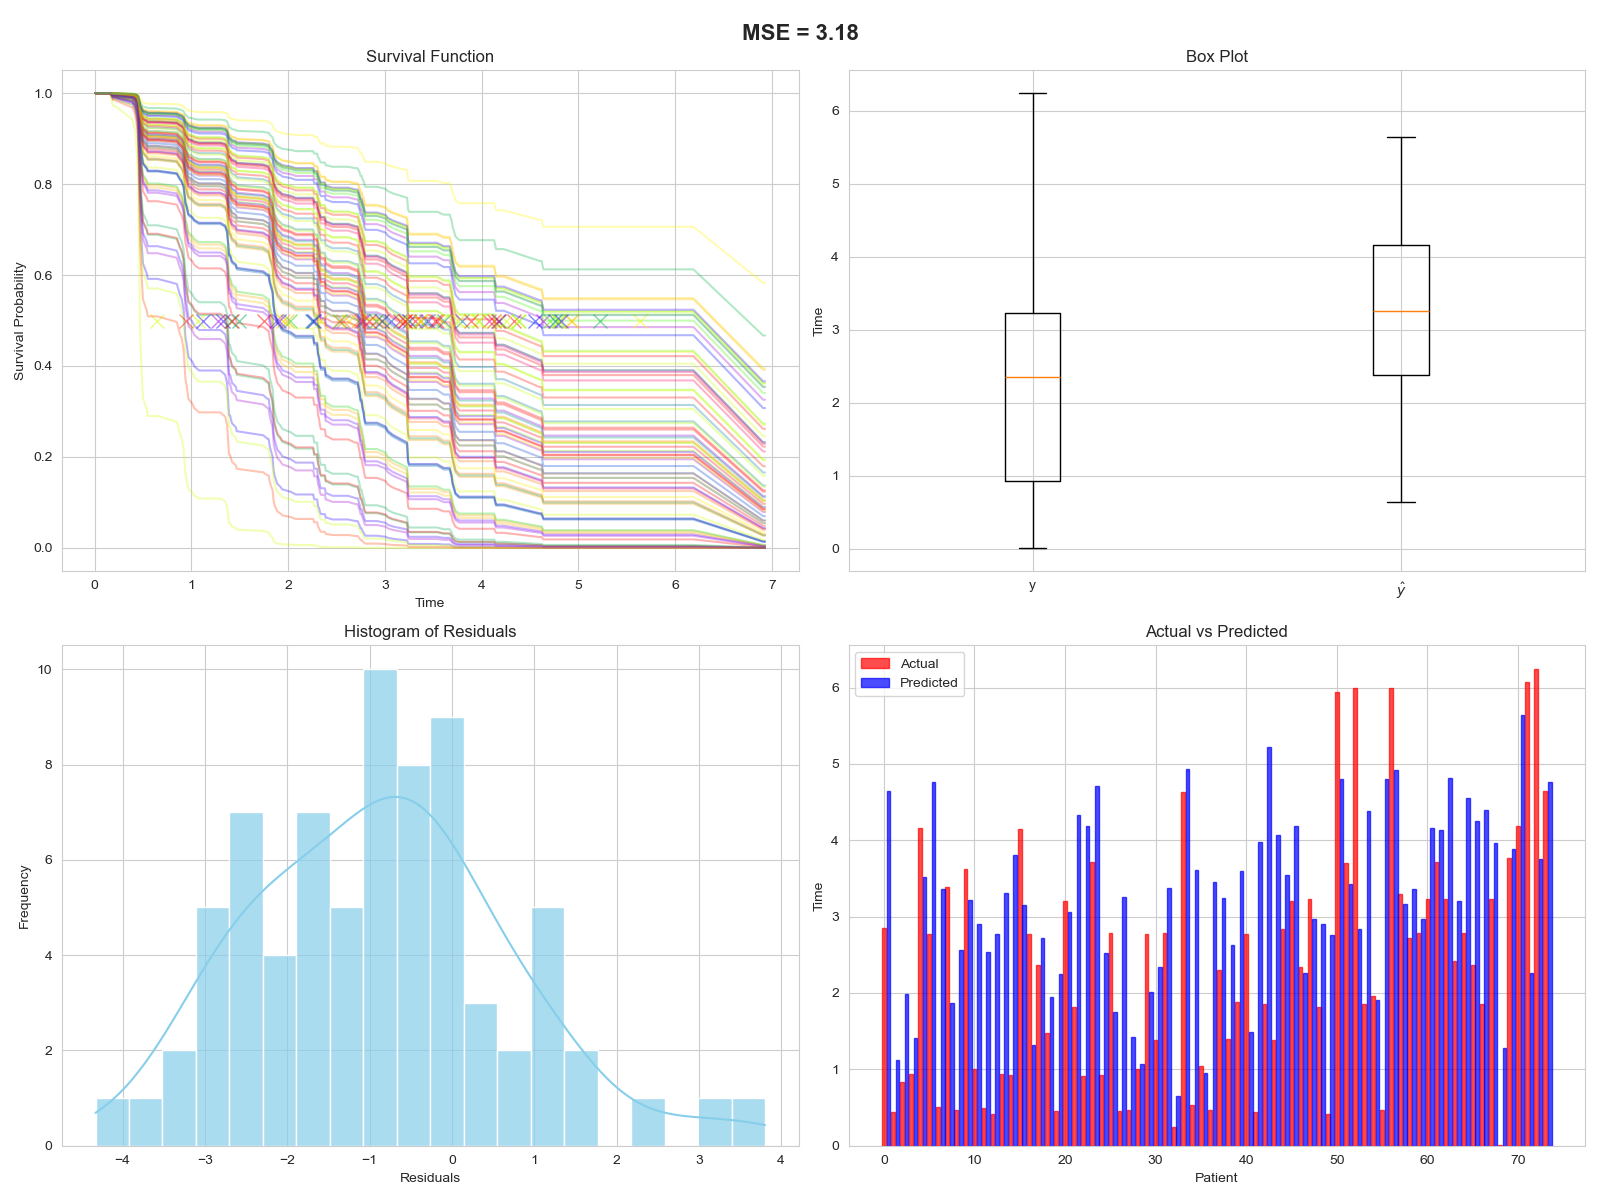 MSE = 3.18
Survival Function
Survival Probability
1.0
0.8
0.6
0.4
0.2
0.0
0 1 2 3 4 5 6 7
Time
Box Plot
Time
6
5
4
3
2
1
0
y ŷ
Histogram of Residuals
Frequency
10
8
6
4
2
0
−4 −3 −2 −1 0 1 2 3 4
Residuals
Actual vs Predicted
Actual
Predicted
Time
6
5
4
3
2
1
0
0 10 20 30 40 50 60 70
Patient